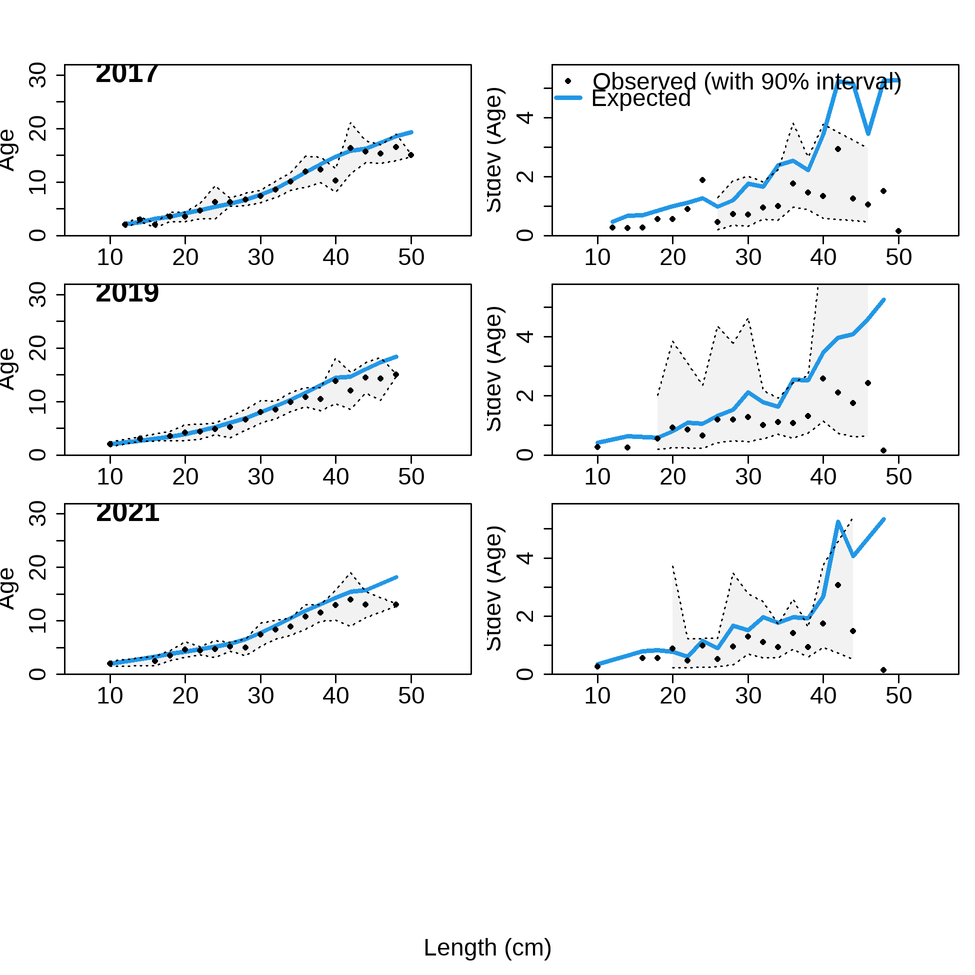 2017
Age
0 10 20 30
10 20 30 40 50
Observed (with 90% interval)
Expected
Stdev (Age)
0 2 4
10 20 30 40 50
2019
Age
0 10 20 30
10 20 30 40 50
Stdev (Age)
0 2 4
10 20 30 40 50
2021
Age
0 10 20 30
10 20 30 40 50
Stdev (Age)
0 2 4
10 20 30 40 50
Length (cm)